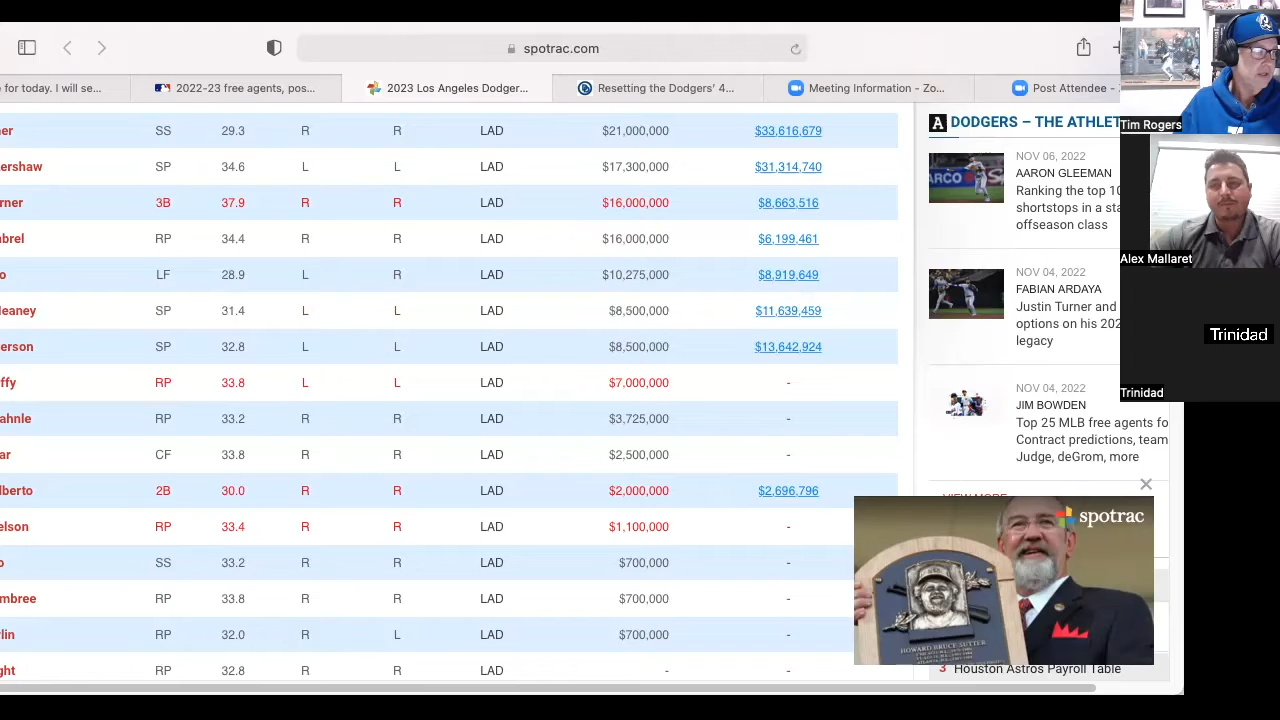 spotrac.com
e for today. I will se...
2022-23 free agents, pos...
2023 Los Angeles Dodger...
Resetting the Dodgers' 4...
Meeting Information - Zo...
Post Attendee -
ner SS 29.3 R R LAD $21,000,000 $33,616,679
ershaw SP 34.6 L L LAD $17,300,000 $31,314,740
rner 3B 37.9 R R LAD $16,000,000 $8,663,516
nbrel RP 34.4 R R LAD $16,000,000 $6,199,461
o LF 28.9 L R LAD $10,275,000 $8,919,649
leaney SP 31.4 L L LAD $8,500,000 $11,639,459
erson SP 32.8 L L LAD $8,500,000 $13,642,924
ffy RP 33.8 L L LAD $7,000,000 -
ahnle RP 33.2 R R LAD $3,725,000 -
ar CF 33.8 R R LAD $2,500,000 -
lberto 2B 30.0 R R LAD $2,000,000 $2,696,796
elson RP 33.4 R R LAD $1,100,000 -
o SS 33.2 R R LAD $700,000 -
mbree RP 33.8 R R LAD $700,000 -
rlin RP 32.0 R L LAD $700,000 -
ght RP 32.8 R R LAD - -
A DODGERS – THE ATHLET
NOV 06, 2022
AARON GLEEMAN
Ranking the top 10
shortstops in a sta
offseason class
NOV 04, 2022
FABIAN ARDAYA
Justin Turner and
options on his 202
legacy
NOV 04, 2022
JIM BOWDEN
Top 25 MLB free agents fo
Contract predictions, team
Judge, deGrom, more
VIEW MORE
spotrac
HOWARD BRUCE SUTTER
3 Houston Astros Payroll Table
Tim Rogers
Alex Mallaret
Trinidad
Trinidad